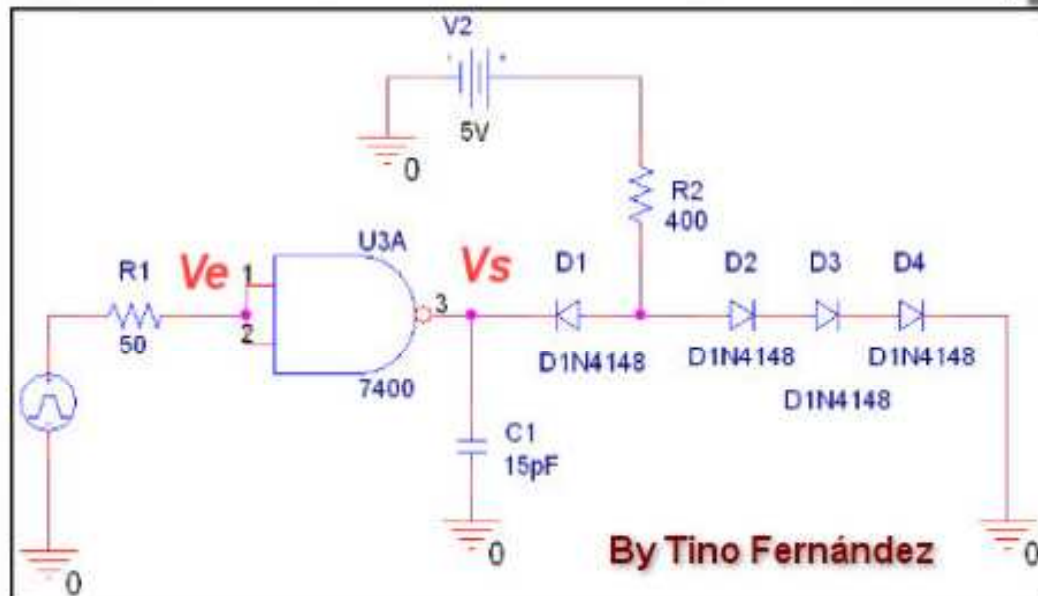 V2
- +
5V
0
R2
400
U3A
R1
Ve
1
Vs
D1
D2
D3
D4
3
2
50
D1N4148
D1N4148
D1N4148
7400
D1N4148
C1
15pF
0
0
0
By Tino Fernández